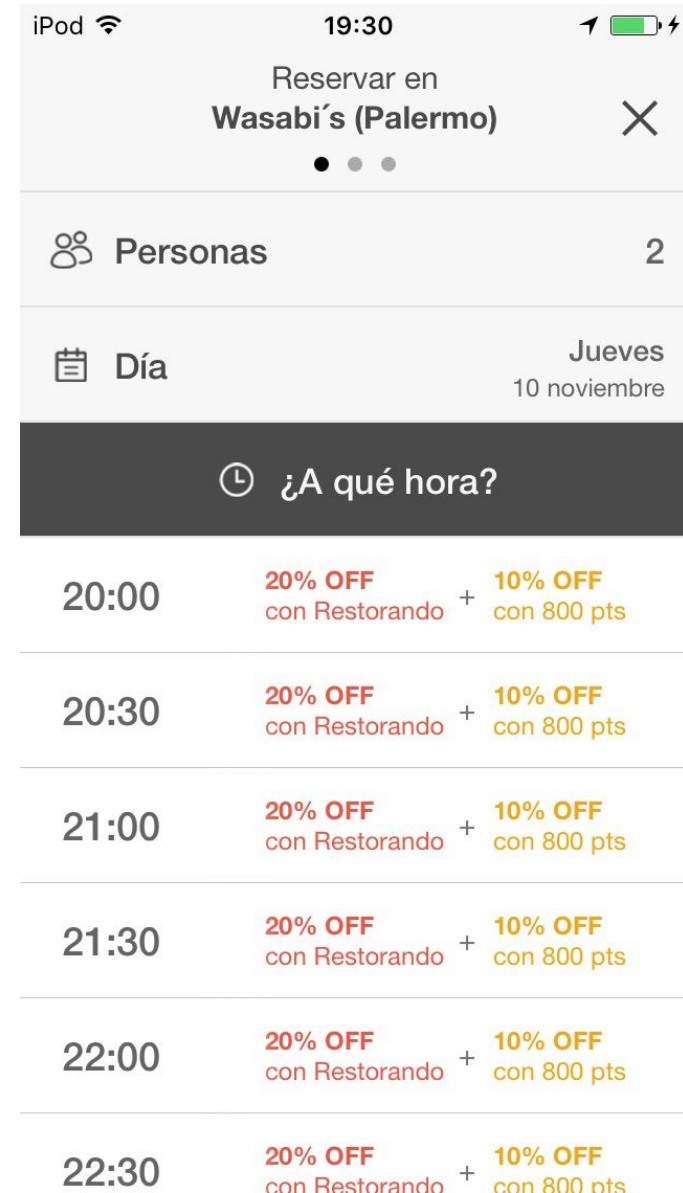 iPod 19:30
Reservar en
Wasabi´s (Palermo)
Personas 2
Día Jueves
10 noviembre
¿A qué hora?
20:00 20% OFF con Restorando + 10% OFF con 800 pts
20:30 20% OFF con Restorando + 10% OFF con 800 pts
21:00 20% OFF con Restorando + 10% OFF con 800 pts
21:30 20% OFF con Restorando + 10% OFF con 800 pts
22:00 20% OFF con Restorando + 10% OFF con 800 pts
22:30 20% OFF con Restorando + 10% OFF con 800 pts